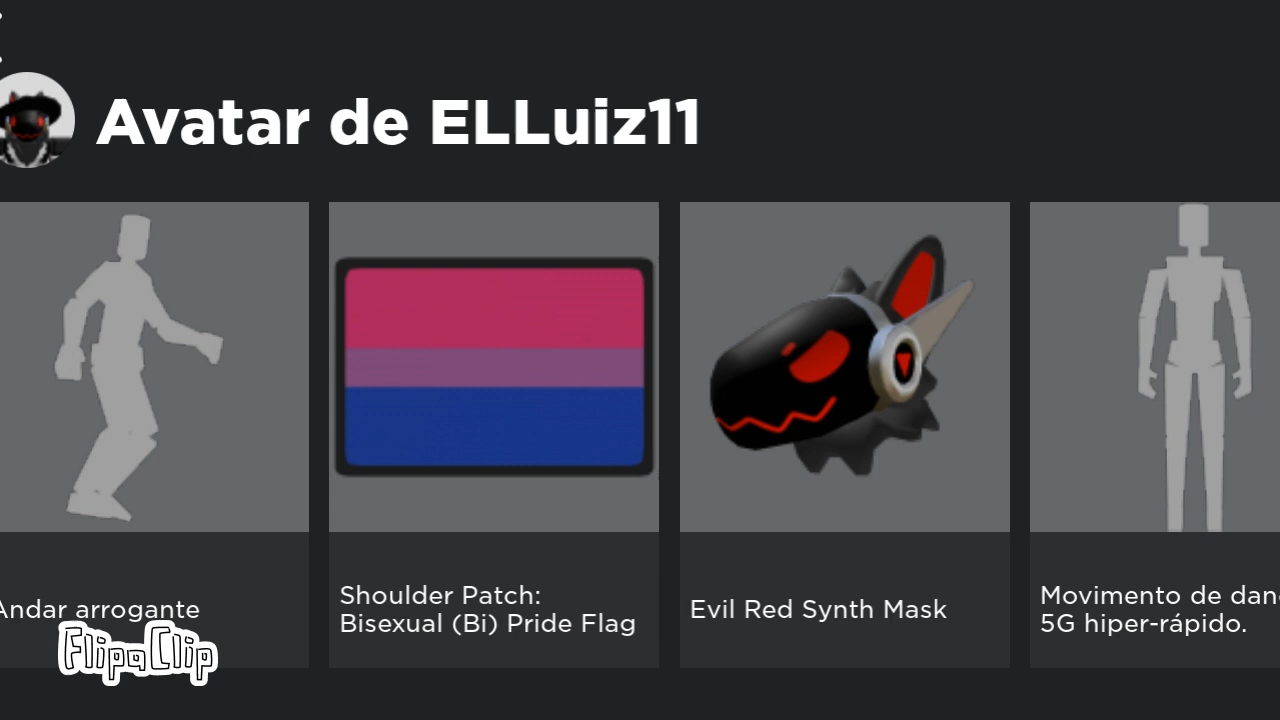 Avatar de ELLuiz11
Andar arrogante
Shoulder Patch:
Bisexual (Bi) Pride Flag
Evil Red Synth Mask
Movimento de
5G hiper-rápido.
FlipaClip